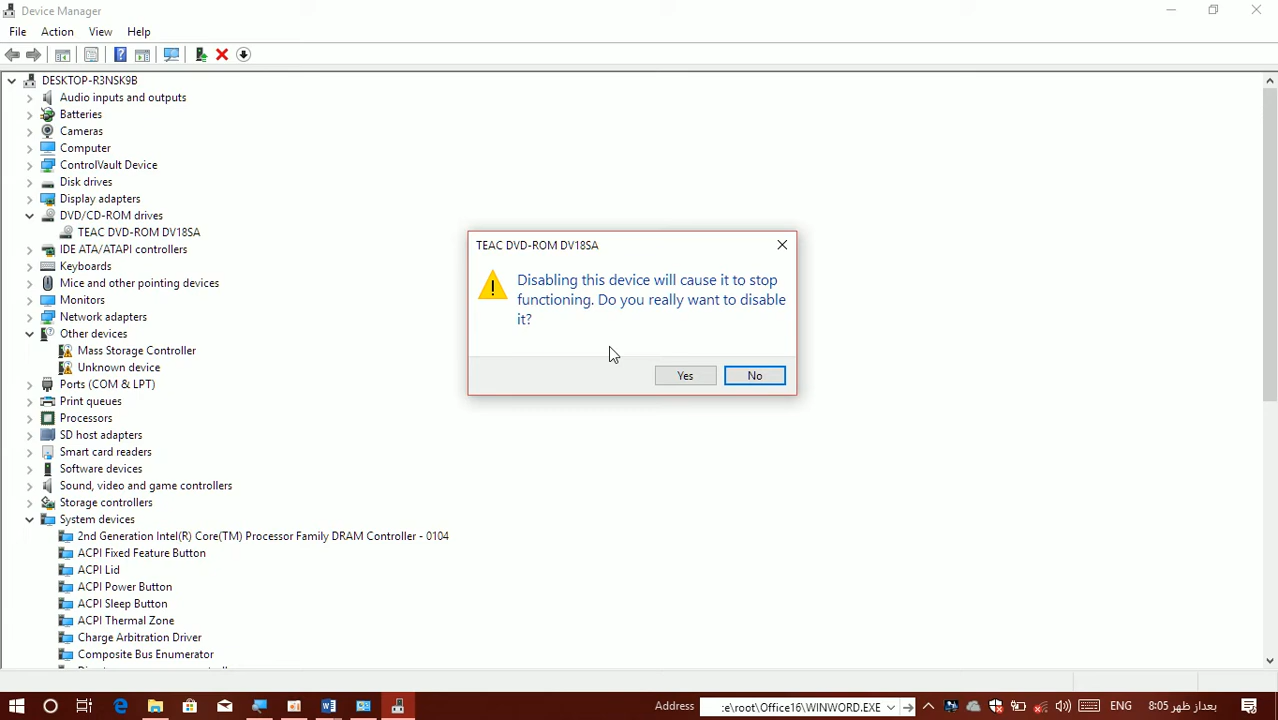 Device Manager
File Action View Help
DESKTOP-R3NSK9B
Audio inputs and outputs
Batteries
Cameras
Computer
ControlVault Device
Disk drives
Display adapters
DVD/CD-ROM drives
TEAC DVD-ROM DV18SA
IDE ATA/ATAPI controllers
Keyboards
Mice and other pointing devices
Monitors
Network adapters
Other devices
Mass Storage Controller
Unknown device
Ports (COM & LPT)
Print queues
Processors
SD host adapters
Smart card readers
Software devices
Sound, video and game controllers
Storage controllers
System devices
2nd Generation Intel(R) Core(TM) Processor Family DRAM Controller - 0104
ACPI Fixed Feature Button
ACPI Lid
ACPI Power Button
ACPI Sleep Button
ACPI Thermal Zone
Charge Arbitration Driver
Composite Bus Enumerator
TEAC DVD-ROM DV18SA
Disabling this device will cause it to stop
functioning. Do you really want to disable
it?
Yes No
Address :e\root\Office16\WINWORD.EXE ENG 8:05 بعداز ظهر